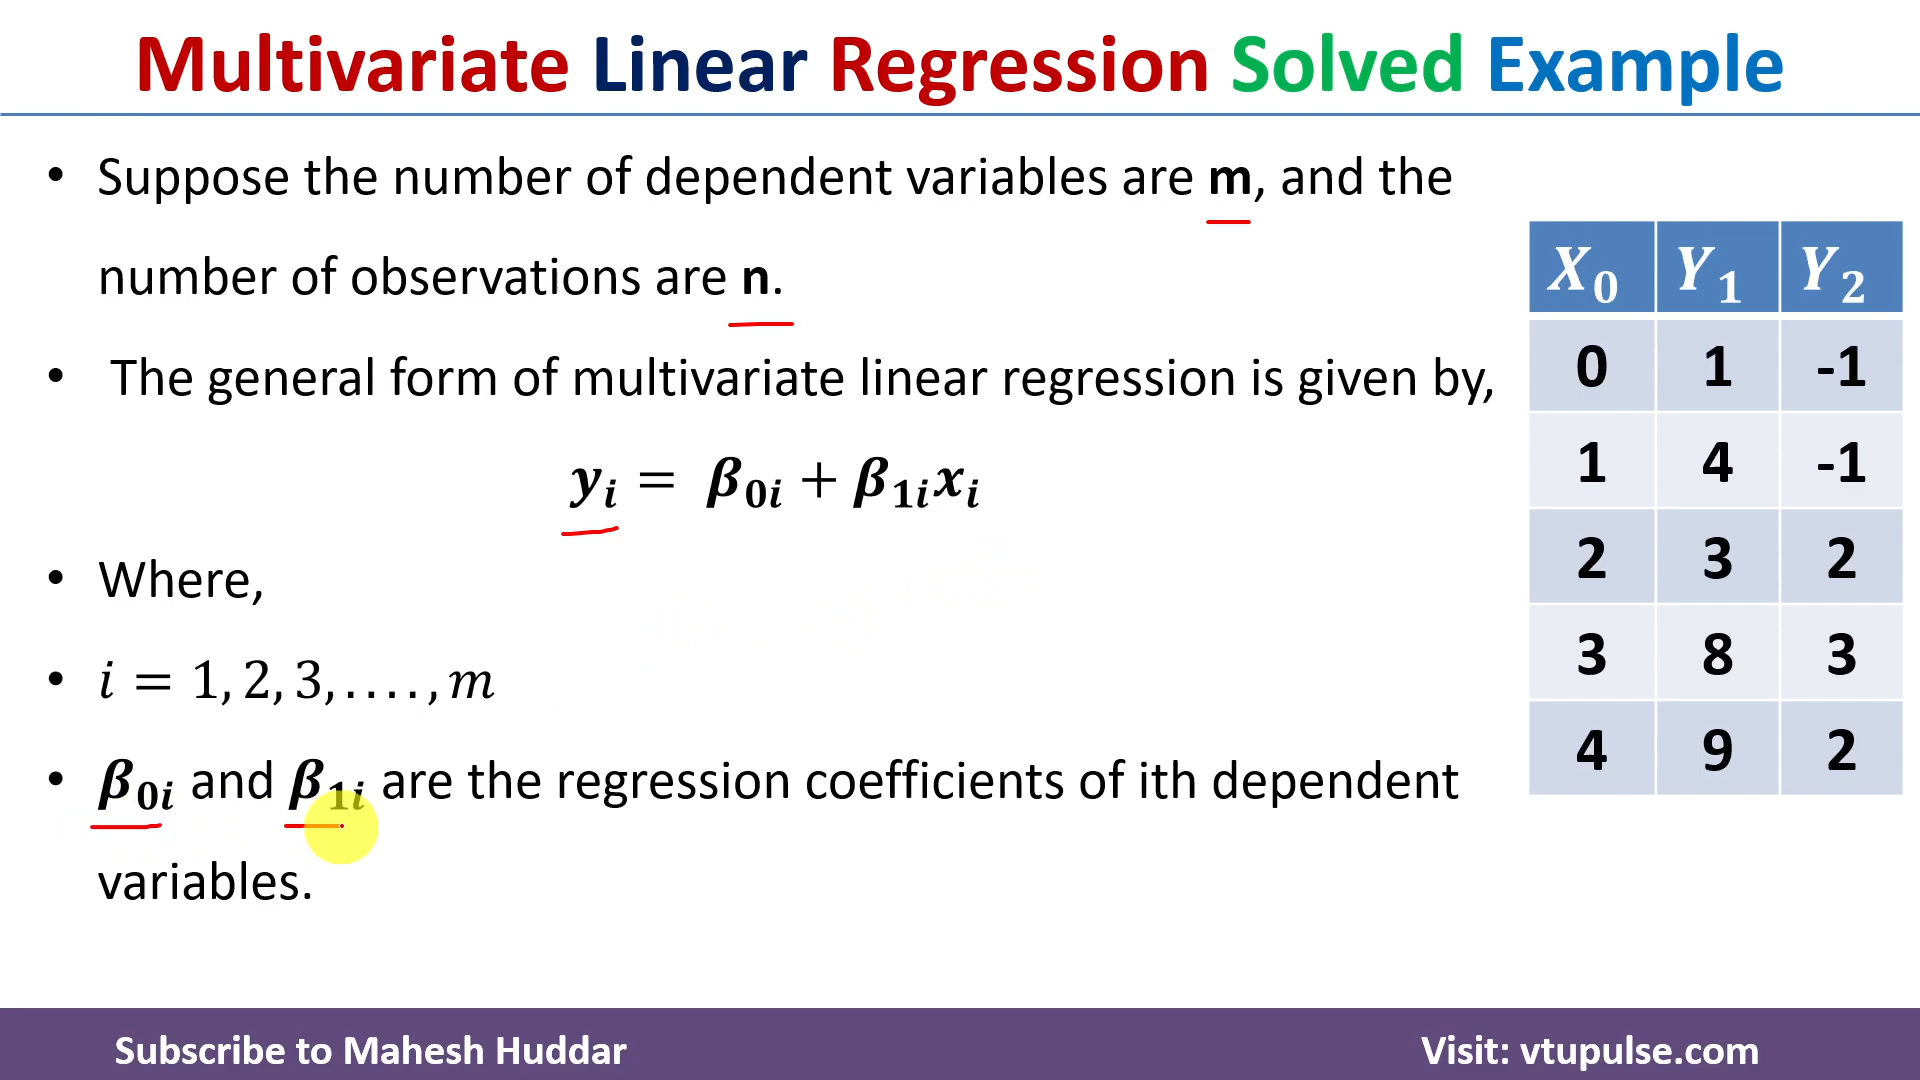 Multivariate Linear Regression Solved Example
• Suppose the number of dependent variables are m, and the
number of observations are n.
• The general form of multivariate linear regression is given by,
yᵢ = β₀ᵢ + β₁ᵢxᵢ
• Where,
• i = 1, 2, 3, . . . . , m
• β₀ᵢ and β₁ᵢ are the regression coefficients of ith dependent
variables.
X₀ Y₁ Y₂
0 1 -1
1 4 -1
2 3 2
3 8 3
4 9 2
Subscribe to Mahesh Huddar
Visit: vtupulse.com